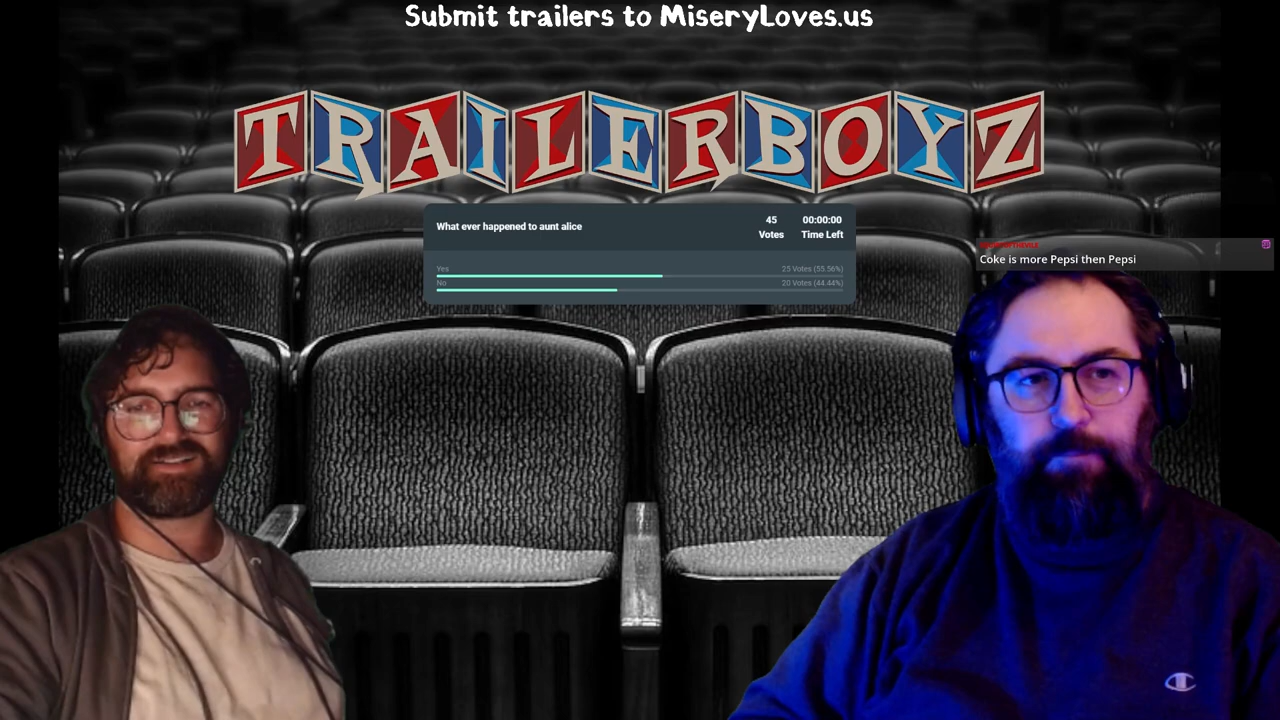 Submit trailers to MiseryLoves.us
TRAILERBOYZ
What ever happened to aunt alice
45
Votes
00:00:00
Time Left
Yes
25 Votes (55.56%)
No
20 Votes (44.44%)
Coke is more Pepsi then Pepsi